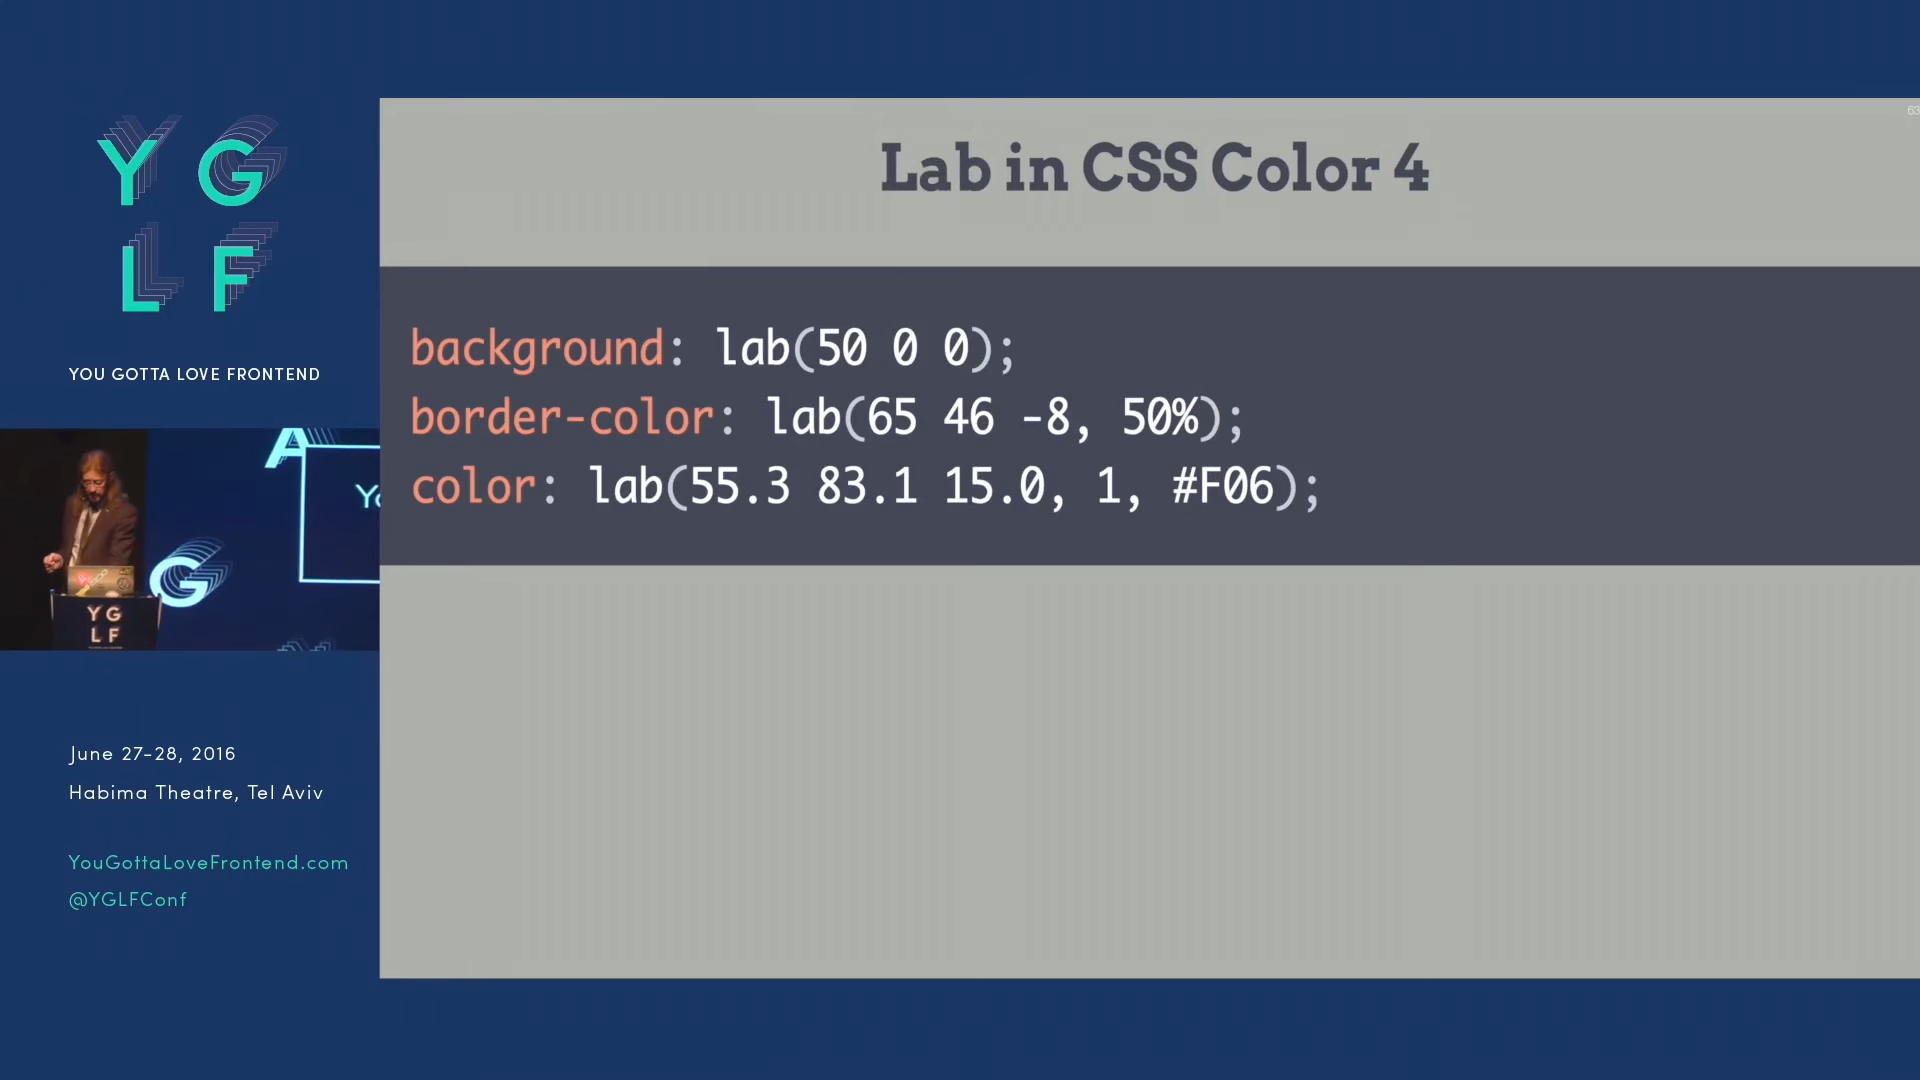 Y G
L F
YOU GOTTA LOVE FRONTEND
A
Yo
G
Y G
L F
June 27-28, 2016
Habima Theatre, Tel Aviv
YouGottaLoveFrontend.com
@YGLFConf
63
Lab in CSS Color 4
background: lab(50 0 0);
border-color: lab(65 46 -8, 50%);
color: lab(55.3 83.1 15.0, 1, #F06);